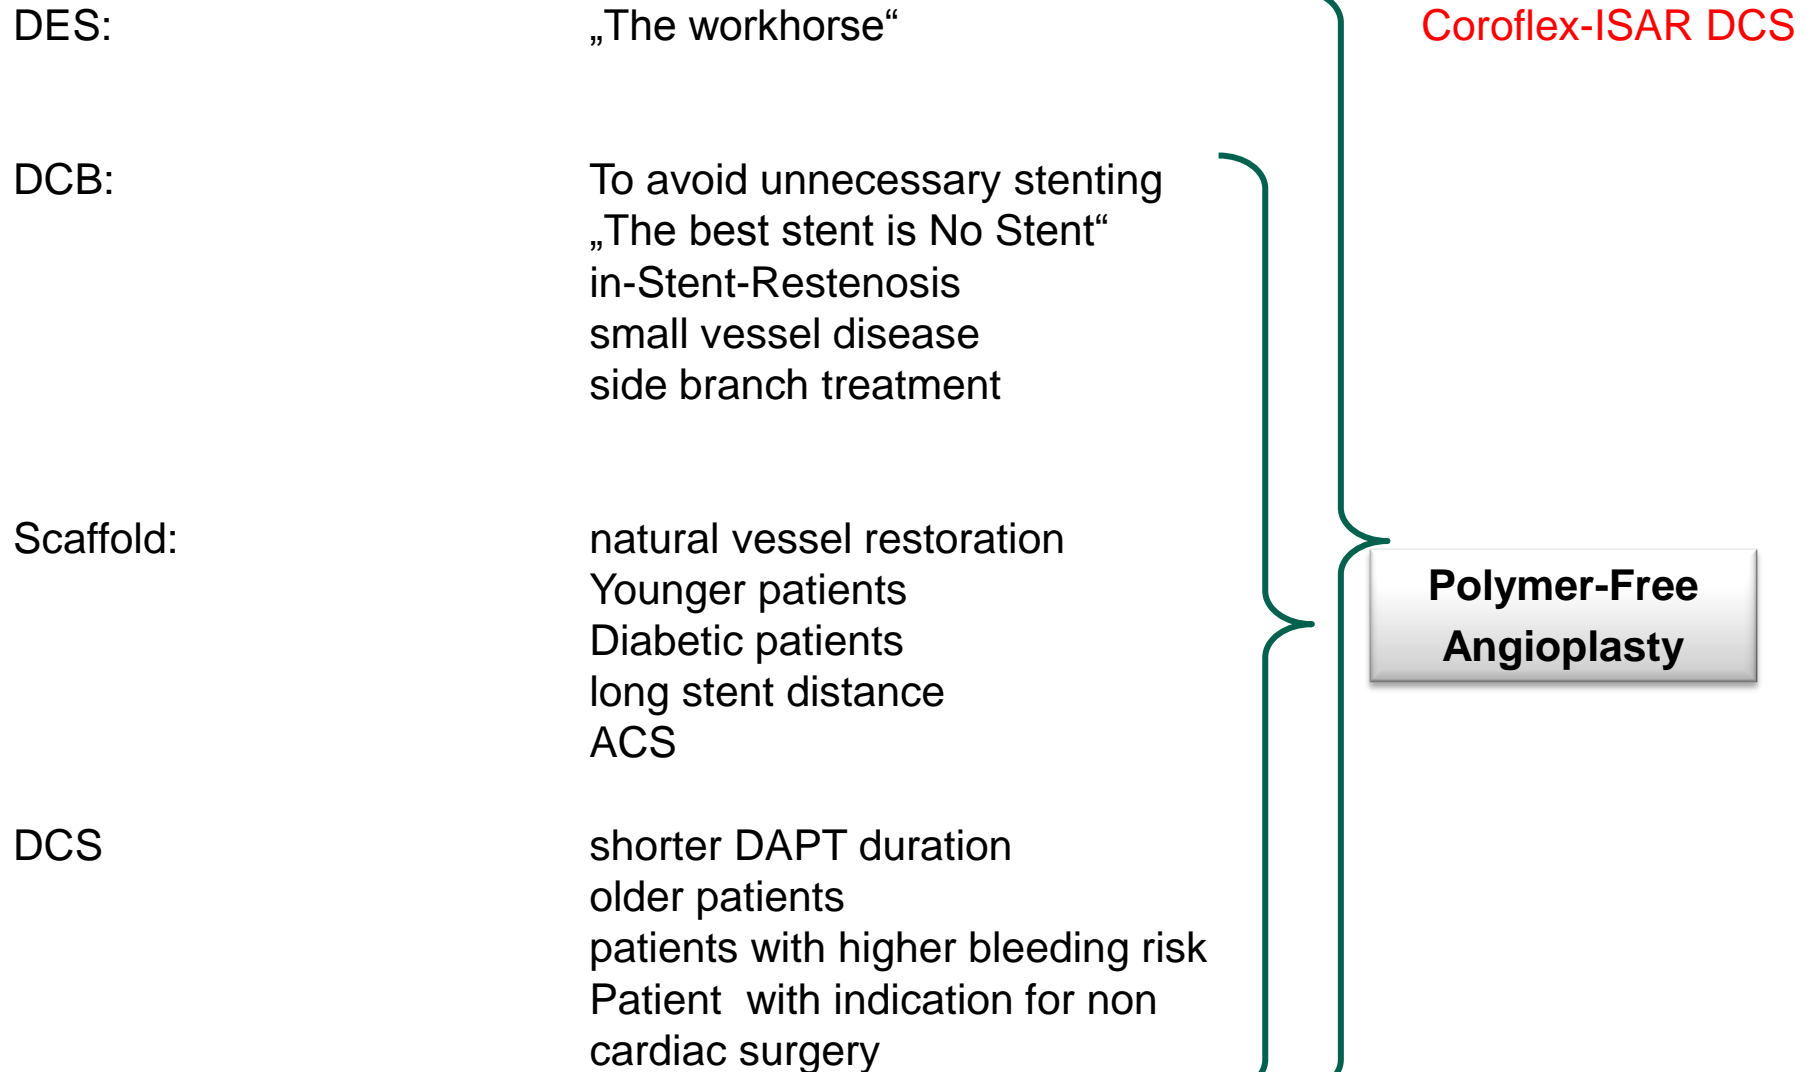 DES: „The workhorse“ Coroflex-ISAR DCS
DCB: To avoid unnecessary stenting
„The best stent is No Stent“
in-Stent-Restenosis
small vessel disease
side branch treatment
Scaffold: natural vessel restoration
Younger patients
Diabetic patients
long stent distance
ACS
Polymer-Free
Angioplasty
DCS shorter DAPT duration
older patients
patients with higher bleeding risk
Patient  with indication for non
cardiac surgery